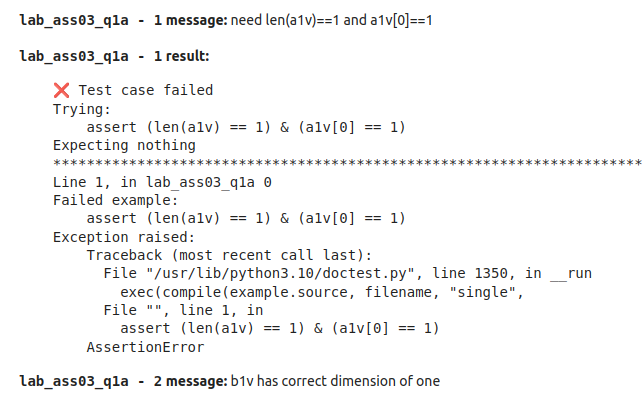 lab_ass03_q1a - 1 message: need len(a1v)==1 and a1v[0]==1
lab_ass03_q1a - 1 result:
❌ Test case failed
Trying:
    assert (len(a1v) == 1) & (a1v[0] == 1)
Expecting nothing
**********************************************************************
Line 1, in lab_ass03_q1a 0
Failed example:
    assert (len(a1v) == 1) & (a1v[0] == 1)
Exception raised:
    Traceback (most recent call last):
      File "/usr/lib/python3.10/doctest.py", line 1350, in __run
        exec(compile(example.source, filename, "single",
      File "", line 1, in
        assert (len(a1v) == 1) & (a1v[0] == 1)
    AssertionError
lab_ass03_q1a - 2 message: b1v has correct dimension of one